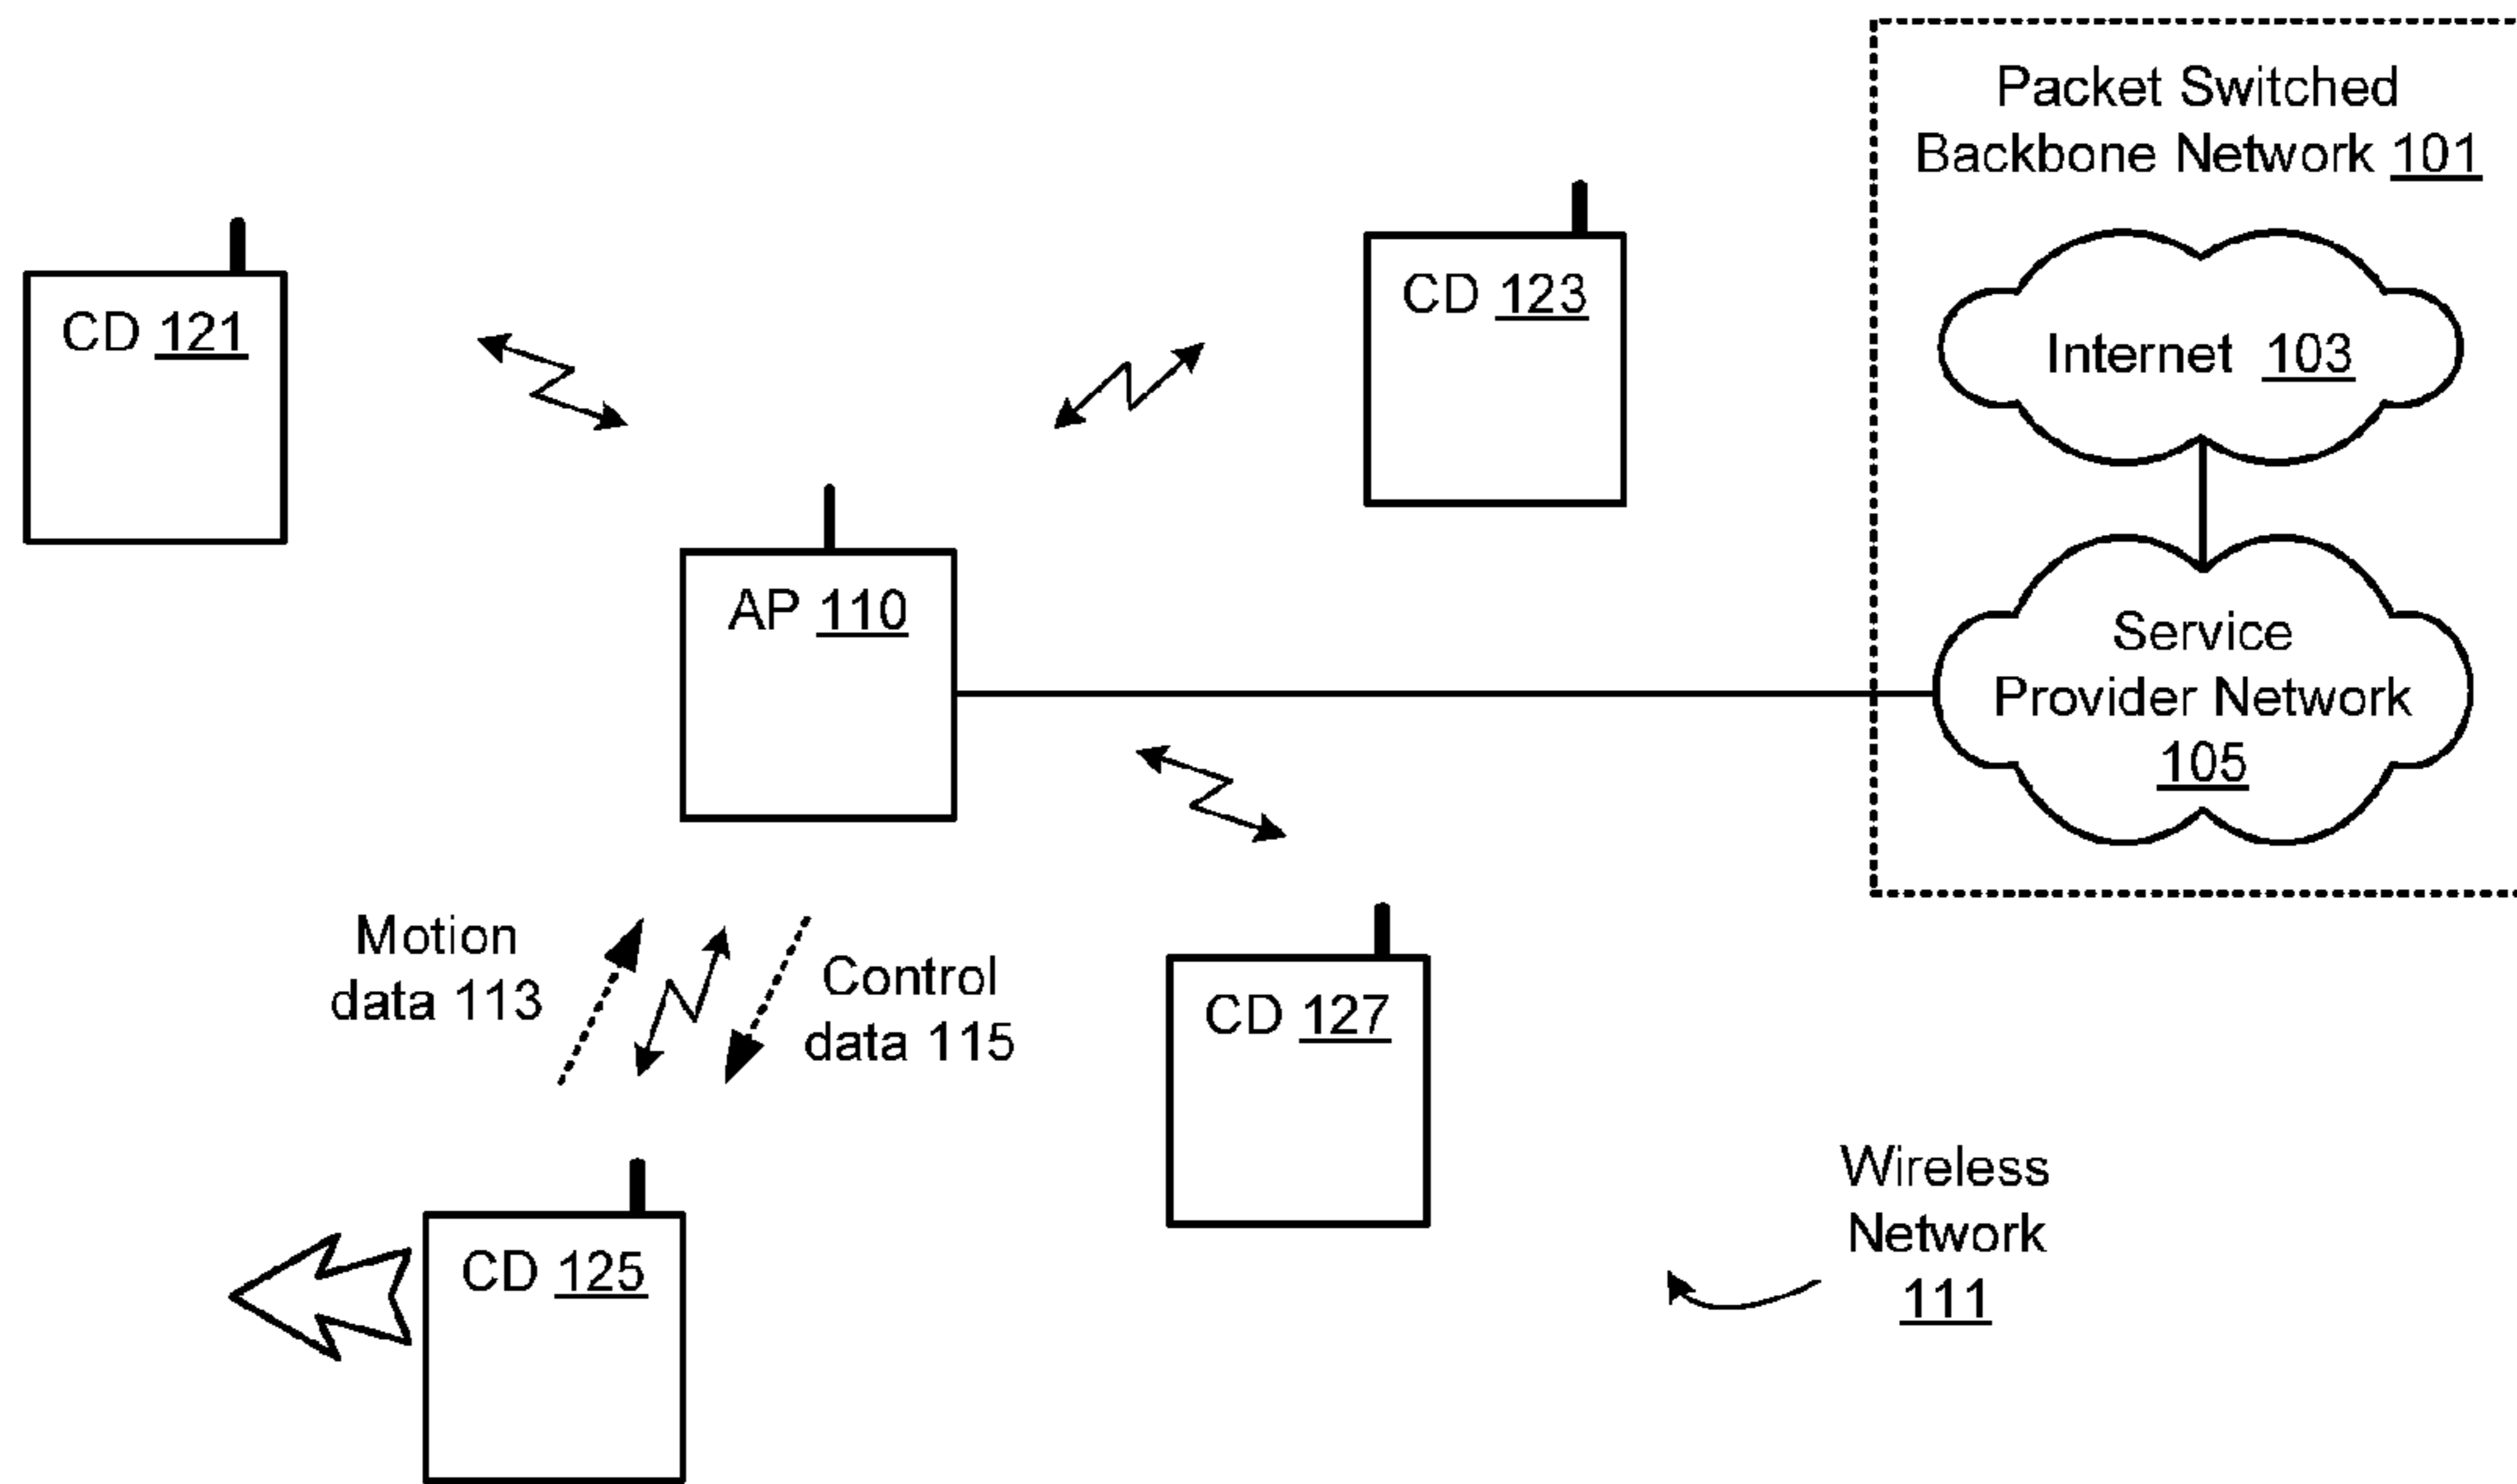 Packet Switched
Backbone Network 101
CD 121
CD 123
Internet 103
AP 110
Service
Provider Network
105
Motion
data 113
Control
data 115
CD 127
Wireless
Network
111
CD 125